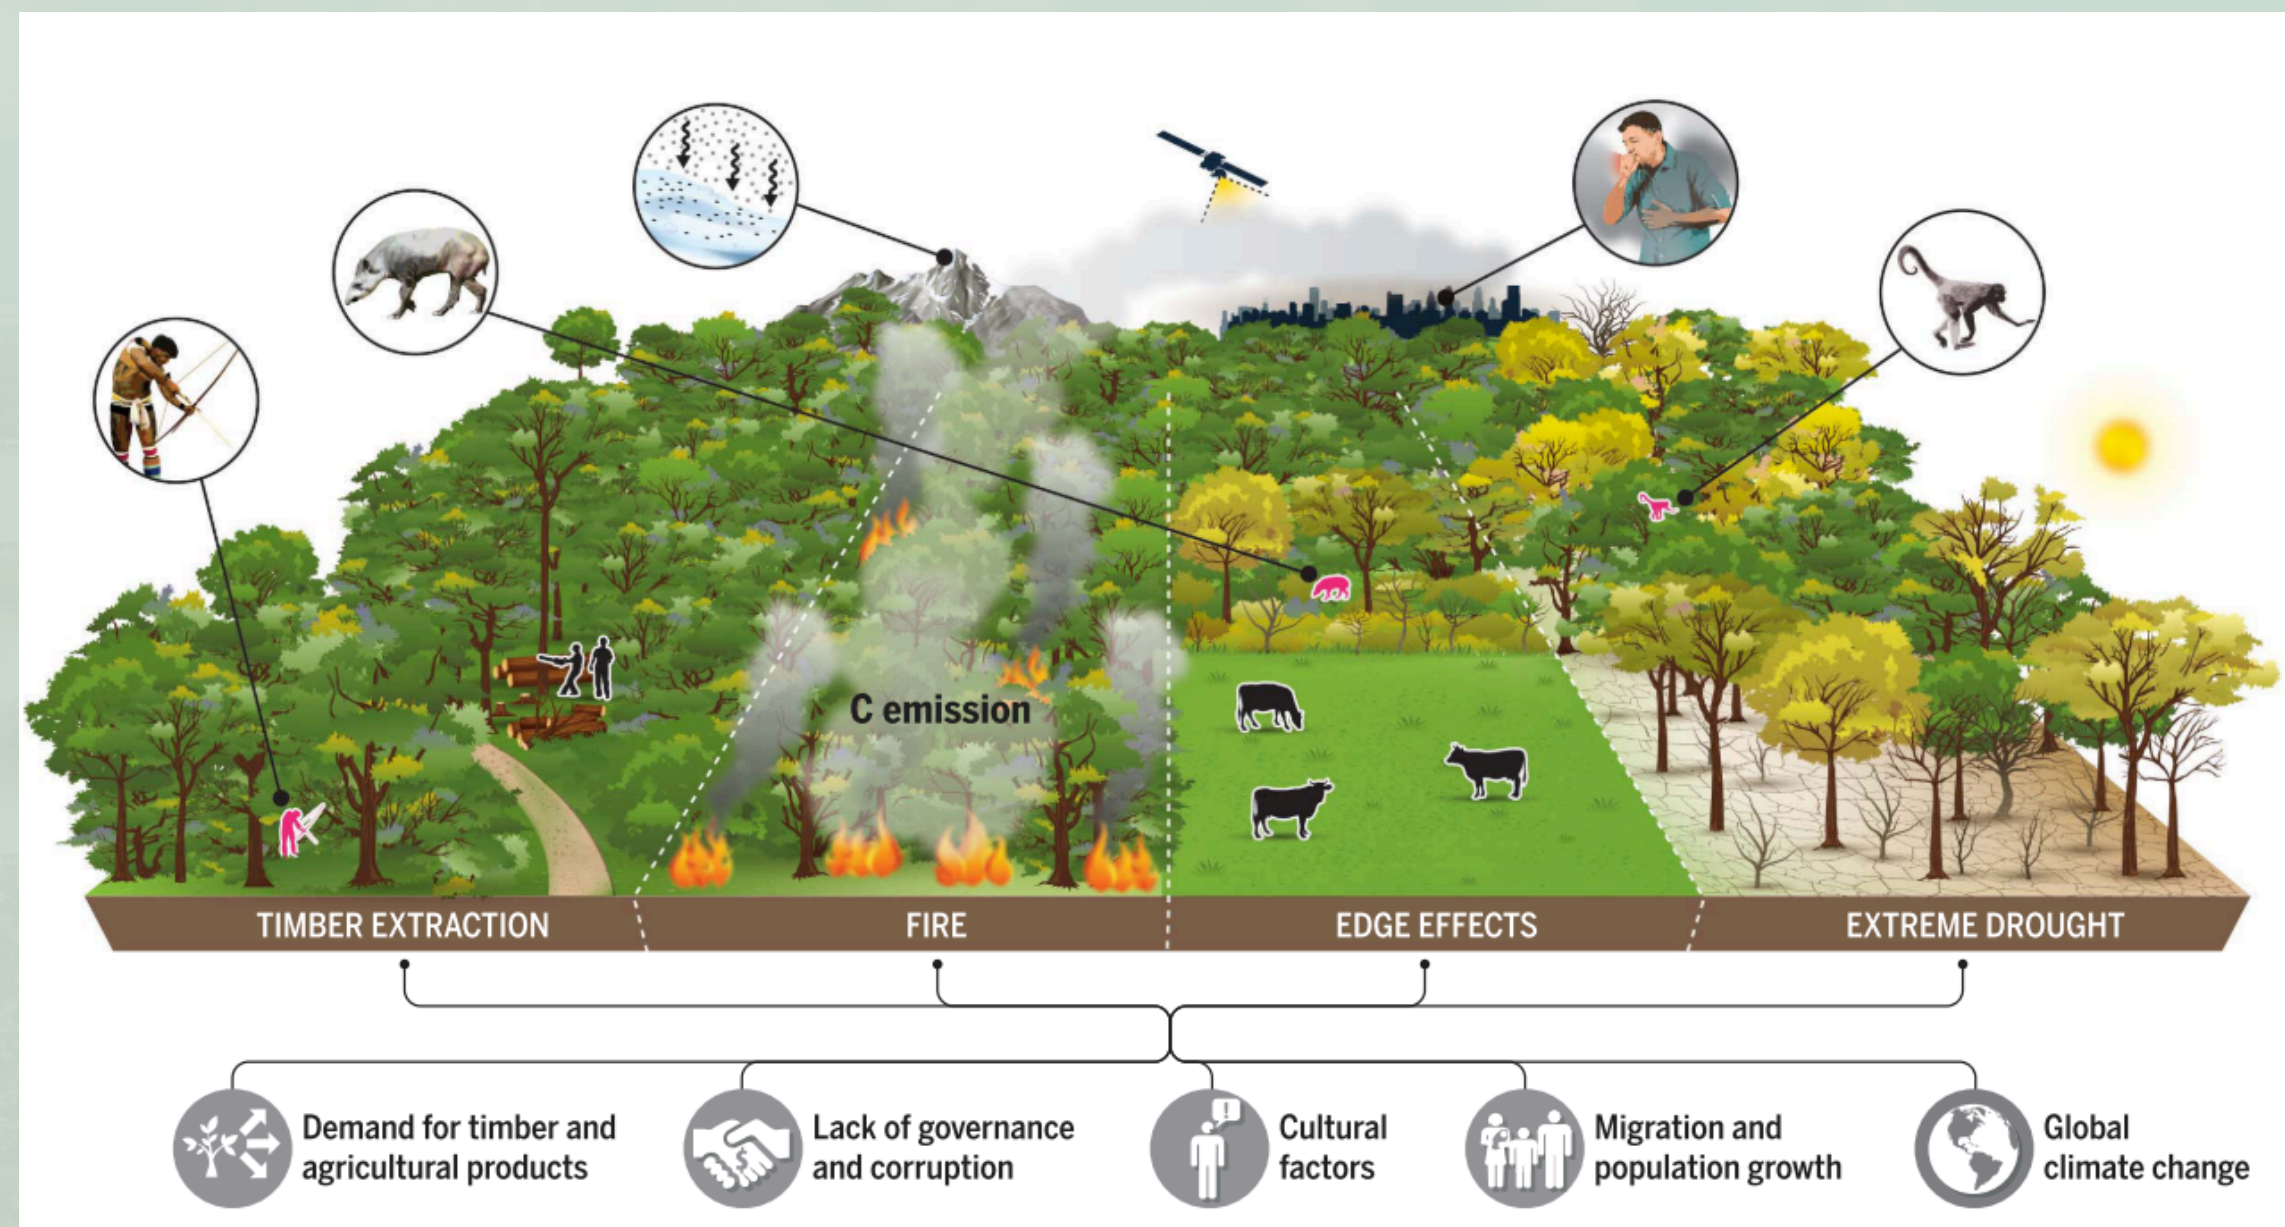 C emission
TIMBER EXTRACTION
FIRE
EDGE EFFECTS
EXTREME DROUGHT
Demand for timber and
agricultural products
Lack of governance
and corruption
Cultural
factors
Migration and
population growth
Global
climate change